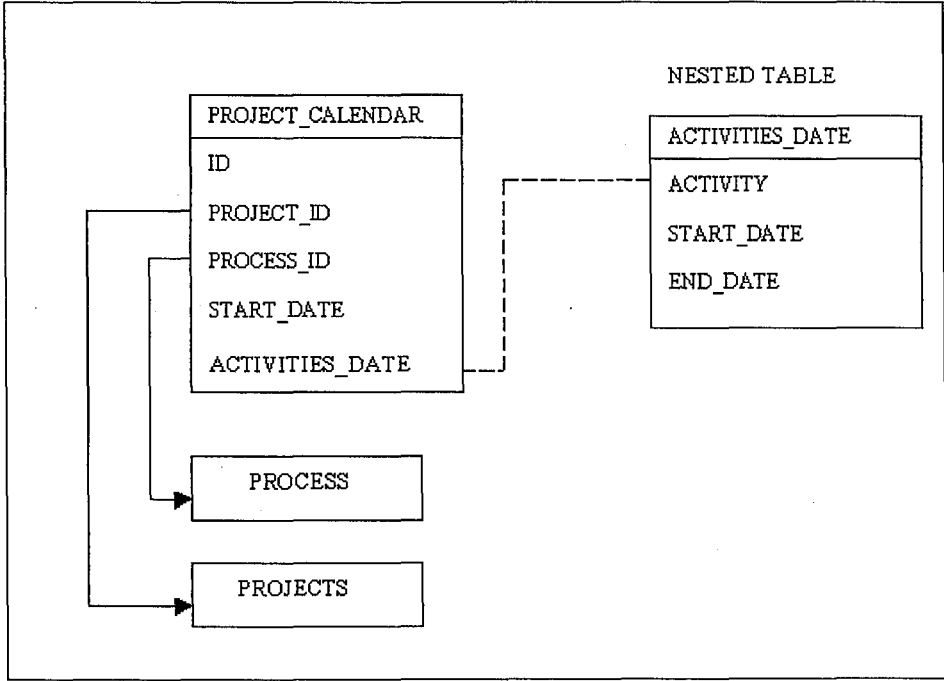 NESTED TABLE
PROJECT_CALENDAR
ID
PROJECT_ID
PROCESS_ID
START_DATE
ACTIVITIES_DATE
ACTIVITIES_DATE
ACTIVITY
START_DATE
END_DATE
PROCESS
PROJECTS